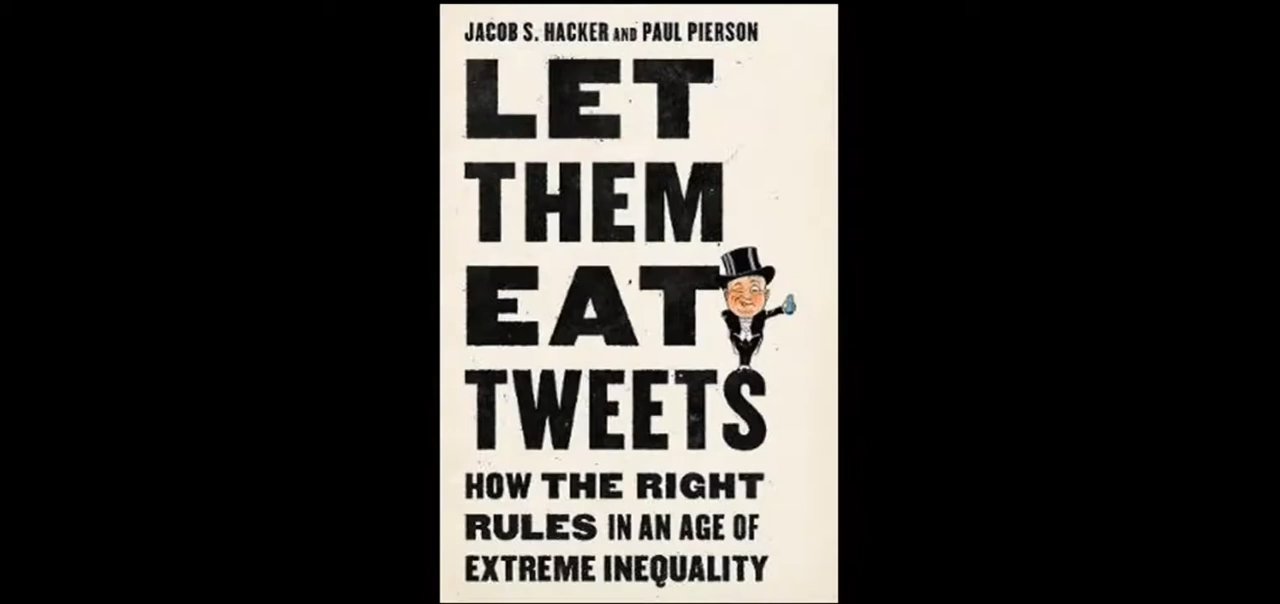 JACOB S. HACKER AND PAUL PIERSON
LET
THEM
EAT
TWEETS
HOW THE RIGHT
RULES IN AN AGE OF
EXTREME INEQUALITY